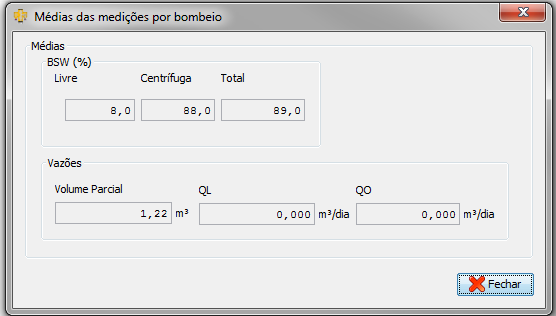 Médias das medições por bombeio
Médias
BSW (%)
Livre Centrífuga Total
8,0 88,0 89,0
Vazões
Volume Parcial QL QO
1,22 m³ 0,000 m³/dia 0,000 m³/dia
Fechar